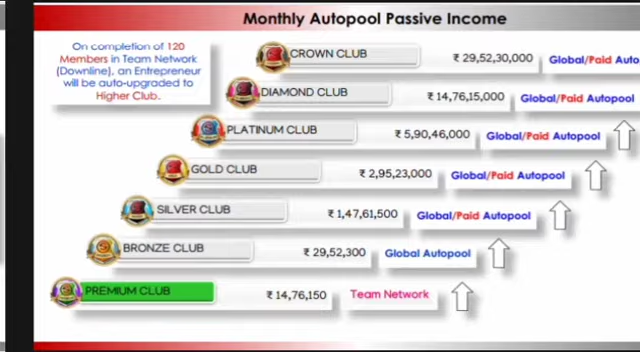 Monthly Autopool Passive Income
On completion of 120
Members in Team Network
(Downline), an Entrepreneur
will be auto-upgraded to
Higher Club.
CROWN CLUB ₹ 29,52,30,000 Global/Paid Auto
DIAMOND CLUB ₹ 14,76,15,000 Global/Paid Autopool
PLATINUM CLUB ₹ 5,90,46,000 Global/Paid Autopool
GOLD CLUB ₹ 2,95,23,000 Global/Paid Autopool
SILVER CLUB ₹ 1,47,61,500 Global/Paid Autopool
BRONZE CLUB ₹ 29,52,300 Global Autopool
PREMIUM CLUB ₹ 14,76,150 Team Network